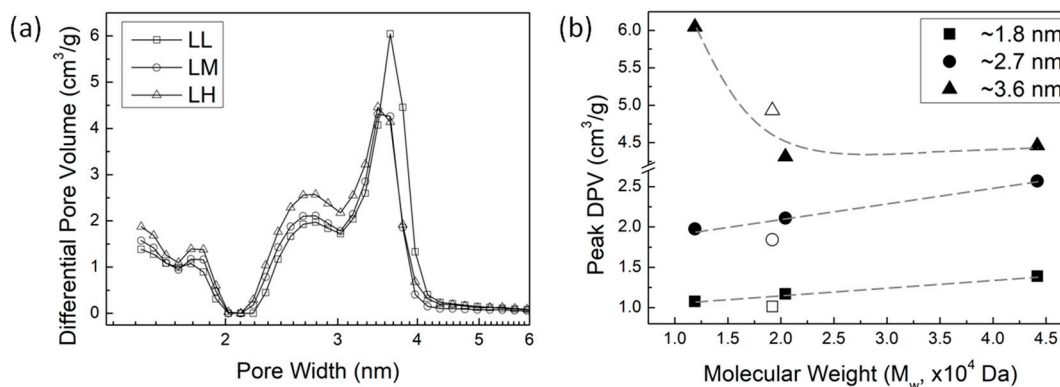 (a)
LL
LM
LH
Differential Pore Volume (cm³/g)
6
5
4
3
2
1
0
2
3
4
5
6
Pore Width (nm)
(b)
~1.8 nm
~2.7 nm
~3.6 nm
Peak DPV (cm³/g)
6.0
5.5
5.0
4.5
2.5
2.0
1.5
1.0
1.0
1.5
2.0
2.5
3.0
3.5
4.0
4.5
Molecular Weight (Mw, x10⁴ Da)